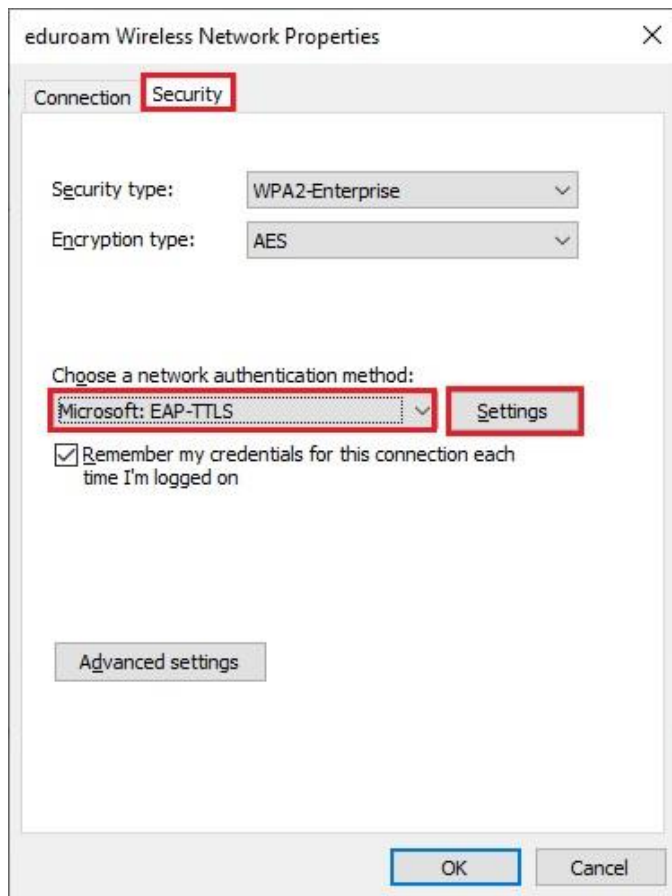 eduroam Wireless Network Properties
Connection Security
Security type: WPA2-Enterprise
Encryption type: AES
Choose a network authentication method:
Microsoft: EAP-TTLS Settings
Remember my credentials for this connection each
time I'm logged on
Advanced settings
OK Cancel